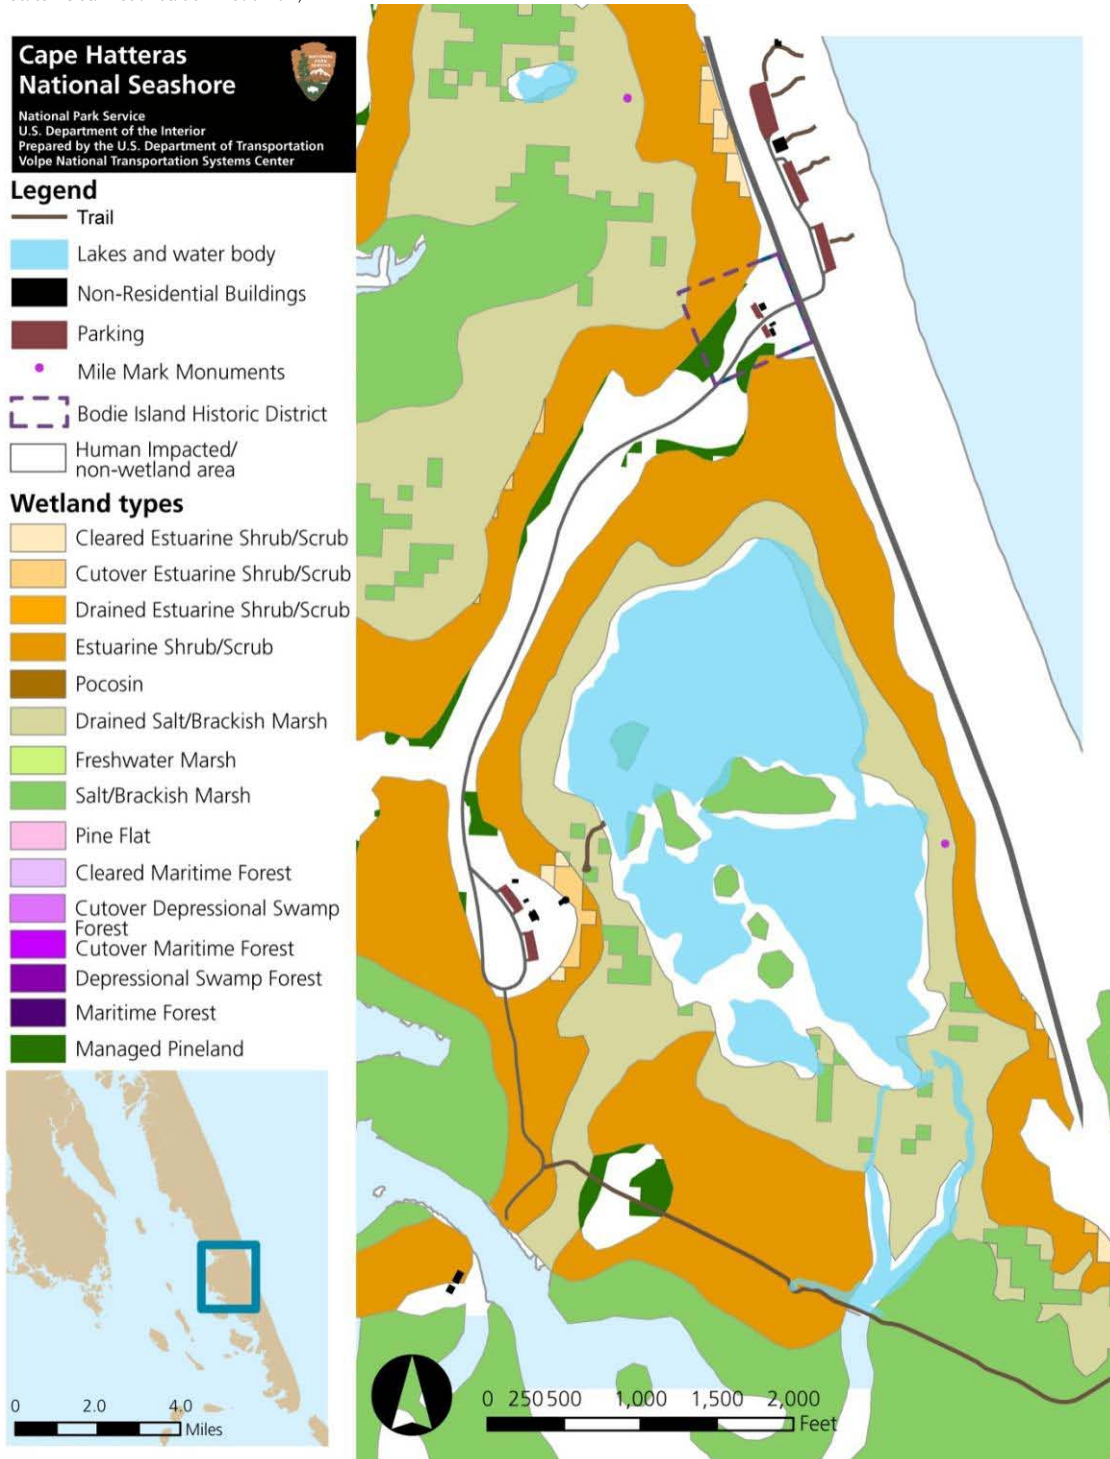 Cape Hatteras
National Seashore
National Park Service
U.S. Department of the Interior
Prepared by the U.S. Department of Transportation
Volpe National Transportation Systems Center
Legend
Trail
Lakes and water body
Non-Residential Buildings
Parking
Mile Mark Monuments
Bodie Island Historic District
Human Impacted/
non-wetland area
Wetland types
Cleared Estuarine Shrub/Scrub
Cutover Estuarine Shrub/Scrub
Drained Estuarine Shrub/Scrub
Estuarine Shrub/Scrub
Pocosin
Drained Salt/Brackish Marsh
Freshwater Marsh
Salt/Brackish Marsh
Pine Flat
Cleared Maritime Forest
Cutover Depressional Swamp
Forest
Cutover Maritime Forest
Depressional Swamp Forest
Maritime Forest
Managed Pineland
0 2.0 4.0
Miles
0 250 500 1,000 1,500 2,000
Feet